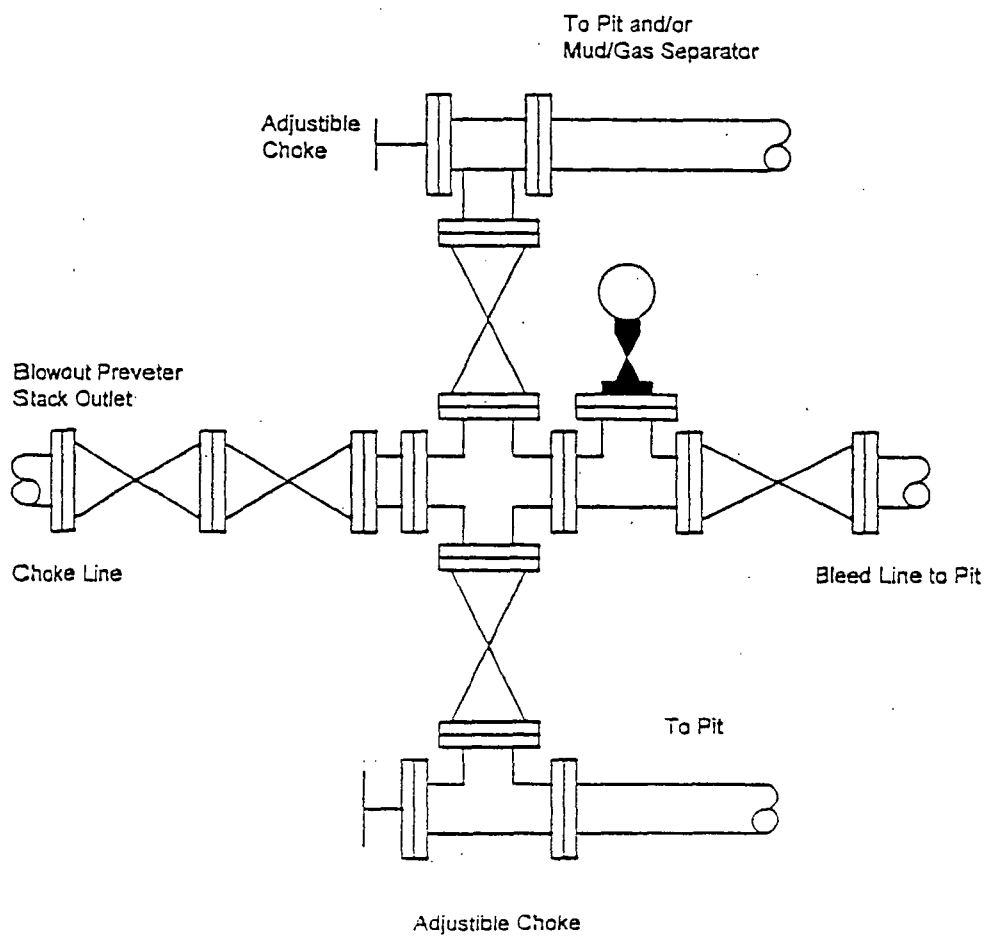 To Pit and/or
Mud/Gas Separator
Adjustible
Choke
Blowout Preveter
Stack Outlet
Choke Line
Bleed Line to Pit
To Pit
Adjustible Choke